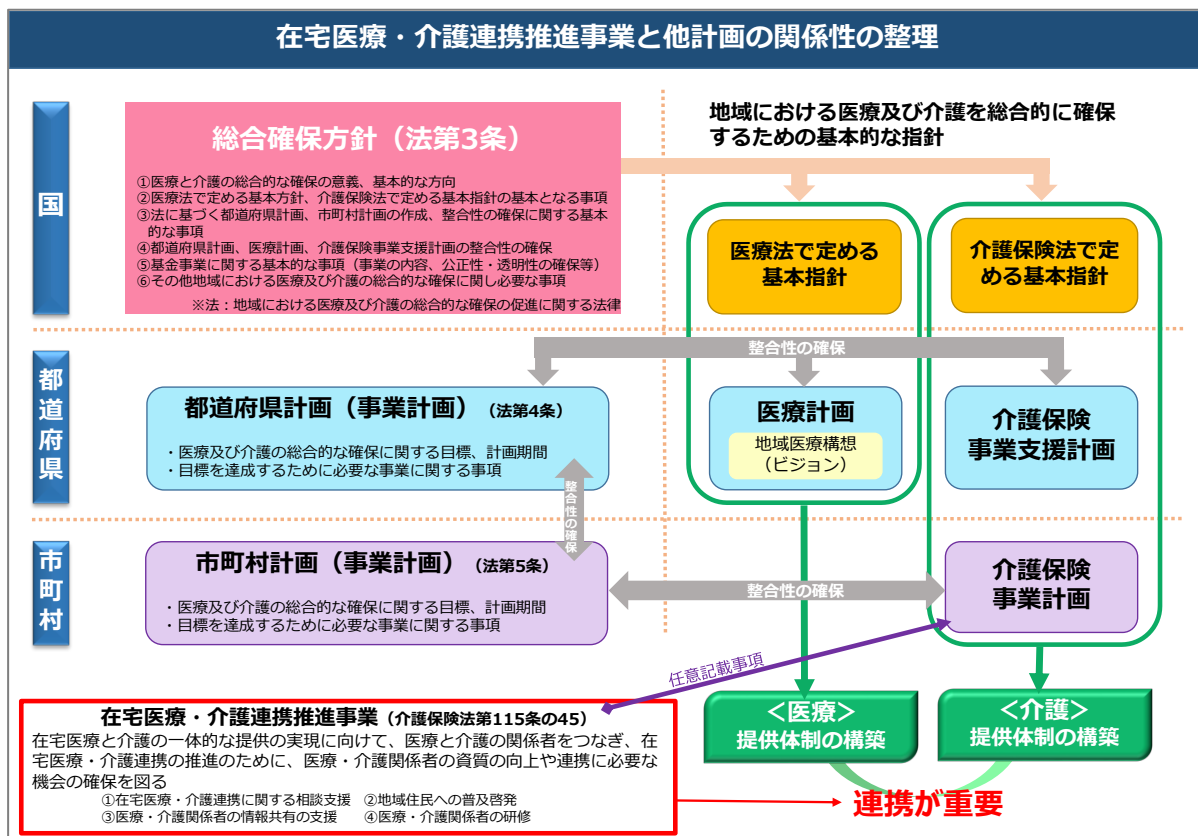 在宅医療・介護連携推進事業と他計画の関係性の整理
国
総合確保方針（法第3条）
①医療と介護の総合的な確保の意義、基本的な方向
②医療法で定める基本方針、介護保険法で定める基本指針の基本となる事項
③法に基づく都道府県計画、市町村計画の作成、整合性の確保に関する基本
的な事項
④都道府県計画、医療計画、介護保険事業支援計画の整合性の確保
⑤基金事業に関する基本的な事項（事業の内容、公正性・透明性の確保等）
⑥その他地域における医療及び介護の総合的な確保に関し必要な事項
※法：地域における医療及び介護の総合的な確保の促進に関する法律
地域における医療及び介護を総合的に確保
するための基本的な指針
医療法で定める
基本指針
介護保険法で定
める基本指針
都道府県
整合性の確保
都道府県計画（事業計画）（法第4条）
・医療及び介護の総合的な確保に関する目標、計画期間
・目標を達成するために必要な事業に関する事項
医療計画
地域医療構想
（ビジョン）
介護保険
事業支援計画
整合性の確保
市町村
市町村計画（事業計画）（法第5条）
・医療及び介護の総合的な確保に関する目標、計画期間
・目標を達成するために必要な事業に関する事項
整合性の確保
介護保険
事業計画
任意記載事項
在宅医療・介護連携推進事業（介護保険法第115条の45）
在宅医療と介護の一体的な提供の実現に向けて、医療と介護の関係者をつなぎ、在
宅医療・介護連携の推進のために、医療・介護関係者の資質の向上や連携に必要な
機会の確保を図る
①在宅医療・介護連携に関する相談支援　②地域住民への普及啓発
③医療・介護関係者の情報共有の支援　④医療・介護関係者の研修
＜医療＞
提供体制の構築
＜介護＞
提供体制の構築
連携が重要